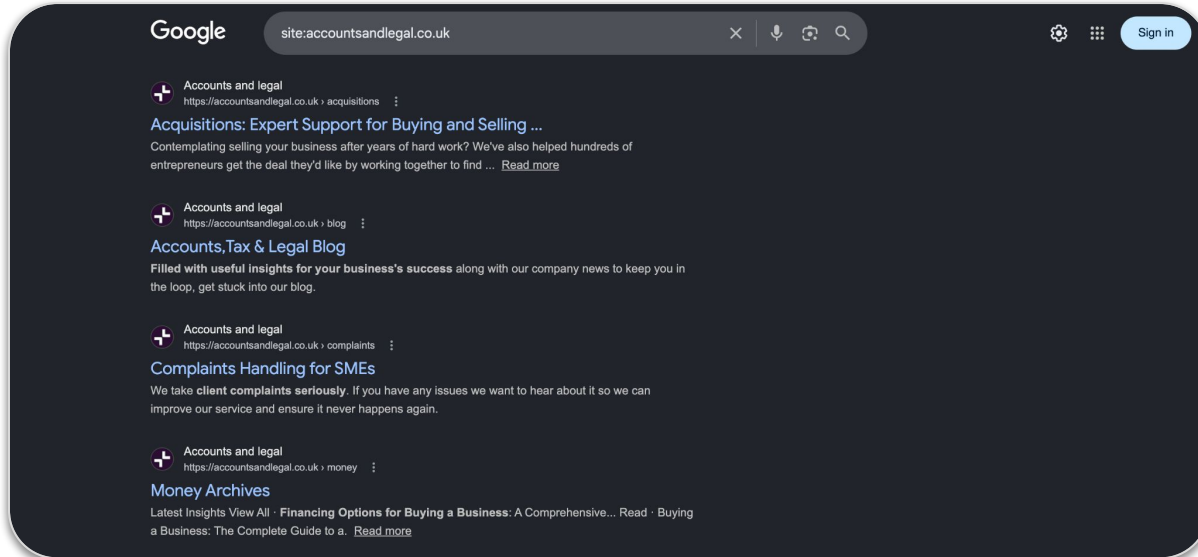 Google
site:accountsandlegal.co.uk
Sign in
Accounts and legal
https://accountsandlegal.co.uk › acquisitions
Acquisitions: Expert Support for Buying and Selling ...
Contemplating selling your business after years of hard work? We've also helped hundreds of
entrepreneurs get the deal they'd like by working together to find ... Read more
Accounts and legal
https://accountsandlegal.co.uk › blog
Accounts,Tax & Legal Blog
Filled with useful insights for your business's success along with our company news to keep you in
the loop, get stuck into our blog.
Accounts and legal
https://accountsandlegal.co.uk › complaints
Complaints Handling for SMEs
We take client complaints seriously. If you have any issues we want to hear about it so we can
improve our service and ensure it never happens again.
Accounts and legal
https://accountsandlegal.co.uk › money
Money Archives
Latest Insights View All · Financing Options for Buying a Business: A Comprehensive... Read · Buying
a Business: The Complete Guide to a. Read more